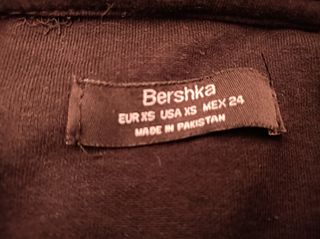 Bershka
EUR XS USA XS MEX 24
MADE IN PAKISTAN